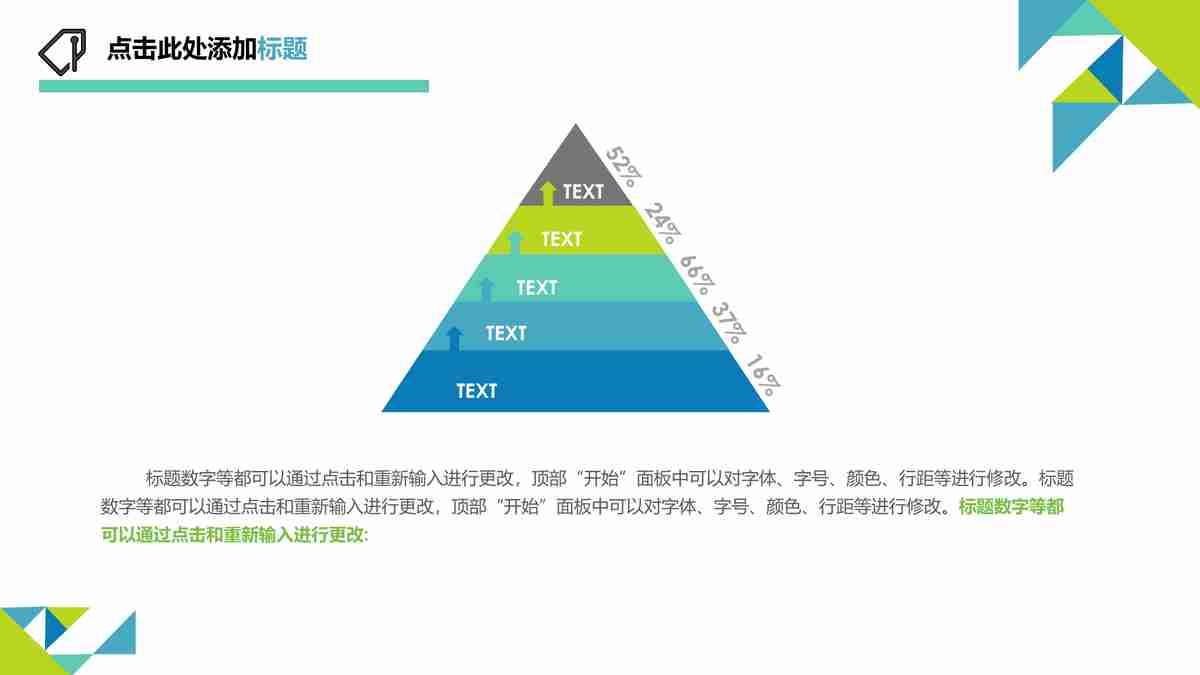 点击此处添加标题
52%
TEXT
24%
TEXT
66%
TEXT
37%
TEXT
16%
TEXT
标题数字等都可以通过点击和重新输入进行更改，顶部“开始”面板中可以对字体、字号、颜色、行距等进行修改。标题
数字等都可以通过点击和重新输入进行更改，顶部“开始”面板中可以对字体、字号、颜色、行距等进行修改。标题数字等都
可以通过点击和重新输入进行更改: